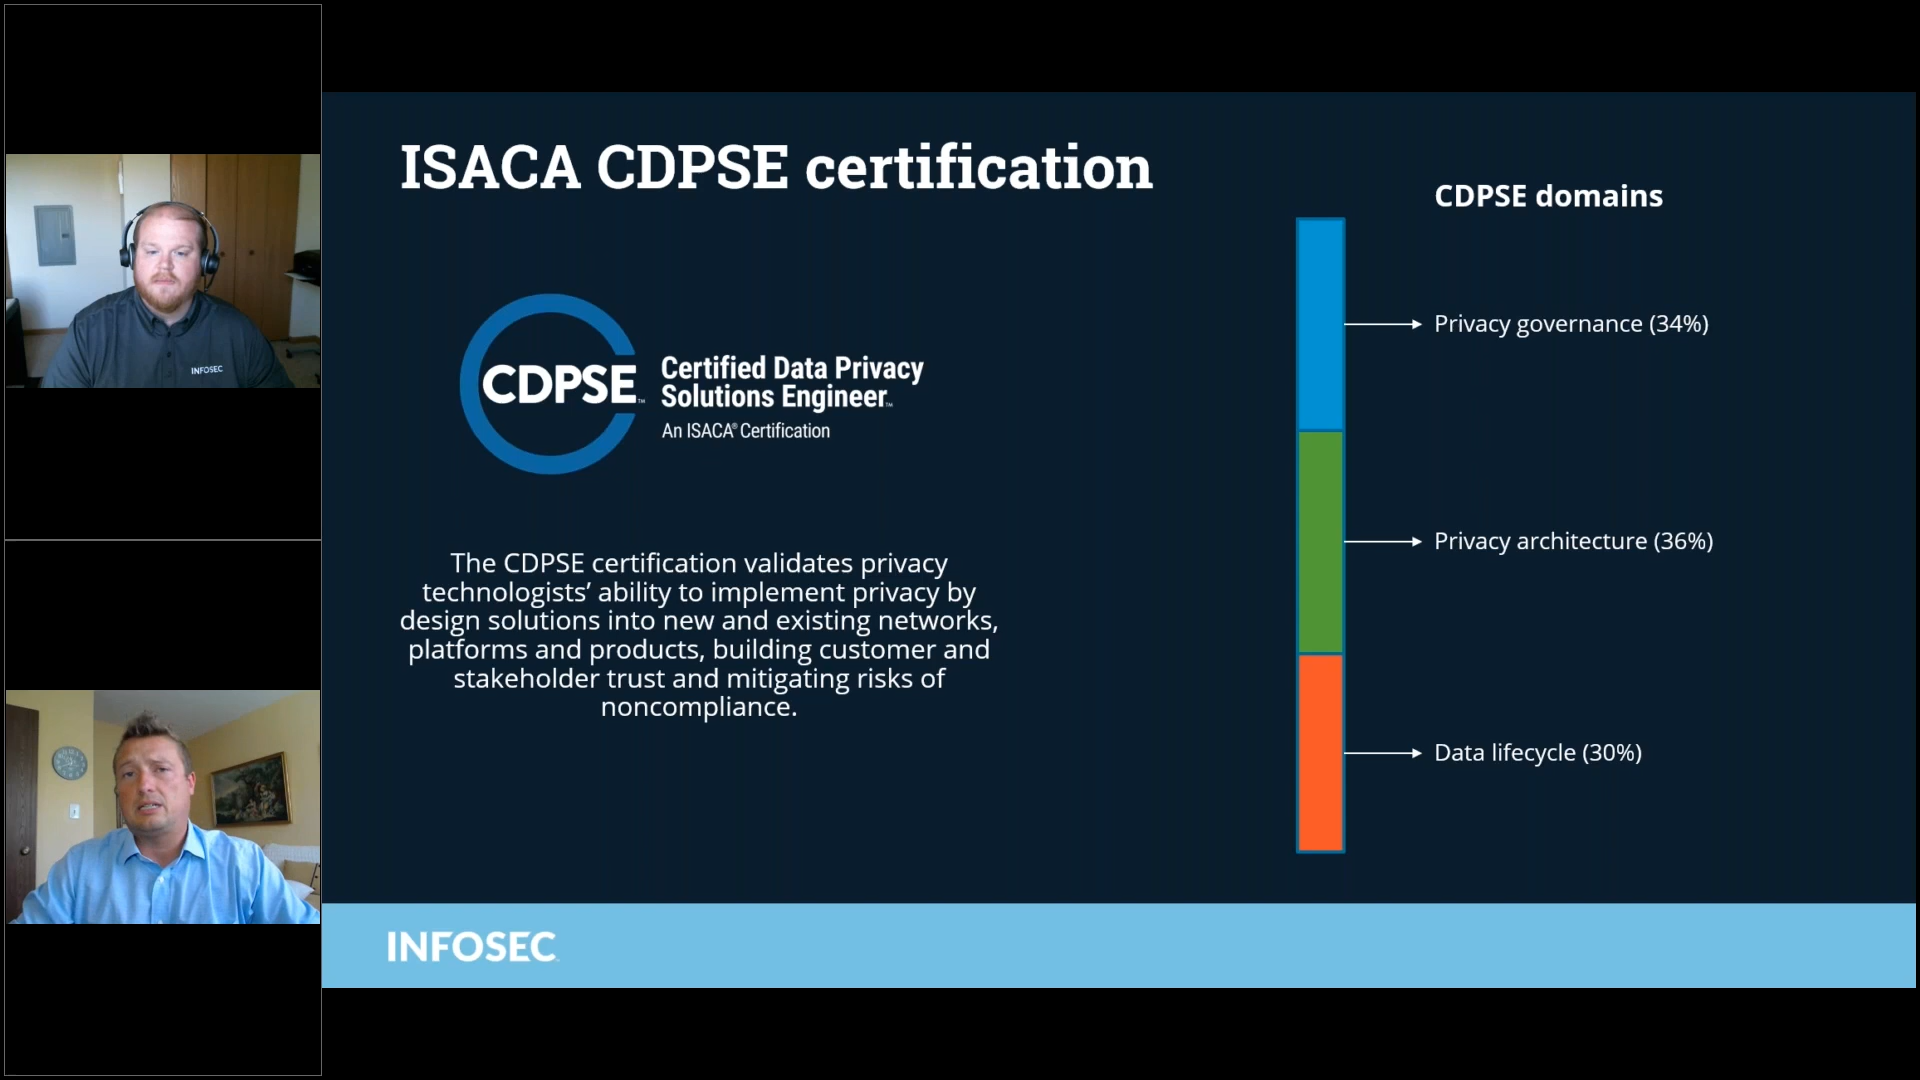 ISACA CDPSE certification
CDPSE domains
Privacy governance (34%)
CDPSE™
Certified Data Privacy
Solutions Engineer™
An ISACA® Certification
INFOSEC
Privacy architecture (36%)
The CDPSE certification validates privacy
technologists’ ability to implement privacy by
design solutions into new and existing networks,
platforms and products, building customer and
stakeholder trust and mitigating risks of
noncompliance.
Data lifecycle (30%)
INFOSEC